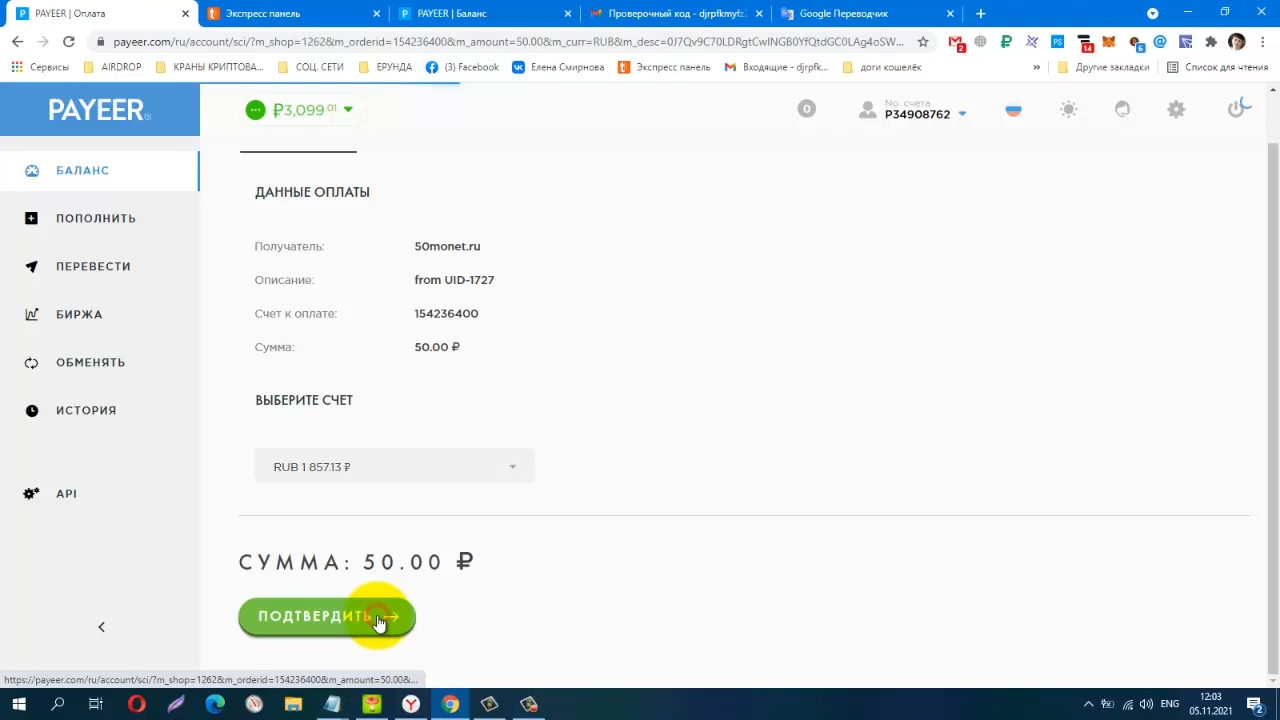 PAYEER | Оплата
Экспресс панель
PAYEER | Баланс
Проверочный код - djrpfkmyfz
Google Переводчик
payeer.com/ru/account/sci/?m_shop=1262&m_orderid=154236400&m_amount=50.00&m_curr=RUB&m_desc=0J7Qv9C70LDRgtCwINGB0YfQtdGC0LAg4oSW...
2
14
6
Сервисы
AIRDROP
КРАНЫ КРИПТОВА...
СОЦ. СЕТИ
ЕРУНДА
(3) Facebook
Елена Смирнова
Экспресс панель
Входящие - djrpfk...
доги кошелёк
»
Другие закладки
Список для чтения
PAYEER
₽3,099.01
0
No. счета
P34908762
БАЛАНС
ПОПОЛНИТЬ
ПЕРЕВЕСТИ
БИРЖА
ОБМЕНЯТЬ
ИСТОРИЯ
API
ДАННЫЕ ОПЛАТЫ
Получатель: 50monet.ru
Описание: from UID-1727
Счет к оплате: 154236400
Сумма: 50.00 ₽
ВЫБЕРИТЕ СЧЕТ
RUB 1 857.13 ₽
СУММА: 50.00 ₽
ПОДТВЕРДИТЬ →
https://payeer.com/ru/account/sci/?m_shop=1262&m_orderid=154236400&m_amount=50.00&...
ENG
12:03
05.11.2021
2